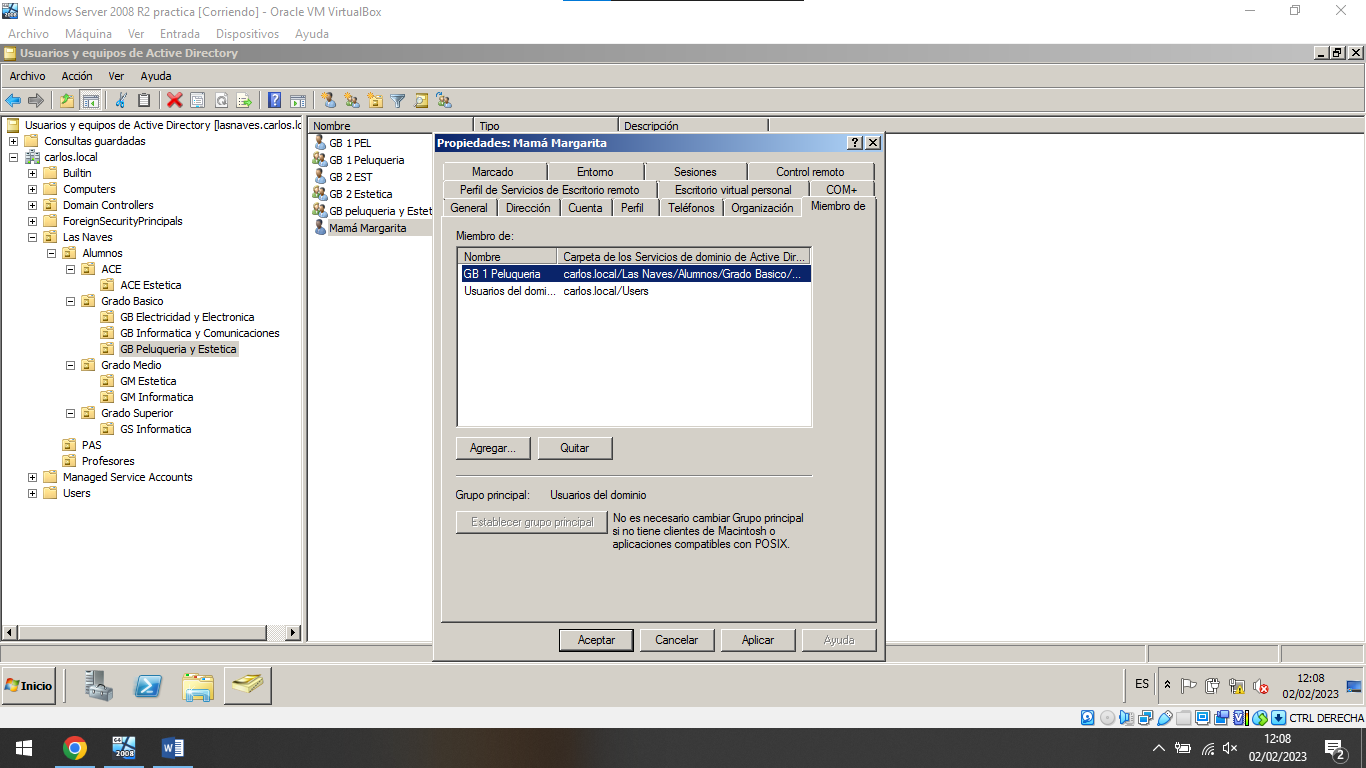 Windows Server 2008 R2 practica [Corriendo] - Oracle VM VirtualBox
Archivo Máquina Ver Entrada Dispositivos Ayuda
Usuarios y equipos de Active Directory
Archivo Acción Ver Ayuda
Usuarios y equipos de Active Directory [lasnaves.carlos.lc
Consultas guardadas
carlos.local
Builtin
Computers
Domain Controllers
ForeignSecurityPrincipals
Las Naves
Alumnos
ACE
ACE Estetica
Grado Basico
GB Electricidad y Electronica
GB Informatica y Comunicaciones
GB Peluqueria y Estetica
Grado Medio
GM Estetica
GM Informatica
Grado Superior
GS Informatica
PAS
Profesores
Managed Service Accounts
Users
Nombre Tipo Descripción
GB 1 PEL
GB 1 Peluqueria
GB 2 EST
GB 2 Estetica
GB peluqueria y Estet
Mamá Margarita
Propiedades: Mamá Margarita
Marcado Entorno Sesiones Control remoto
Perfil de Servicios de Escritorio remoto Escritorio virtual personal COM+
General Dirección Cuenta Perfil Teléfonos Organización Miembro de
Miembro de:
Nombre Carpeta de los Servicios de dominio de Active Dir...
GB 1 Peluqueria carlos.local/Las Naves/Alumnos/Grado Basico/...
Usuarios del domi... carlos.local/Users
Agregar... Quitar
Grupo principal: Usuarios del dominio
Establecer grupo principal
No es necesario cambiar Grupo principal
si no tiene clientes de Macintosh o
aplicaciones compatibles con POSIX.
Aceptar Cancelar Aplicar Ayuda
Inicio
ES
12:08
02/02/2023
CTRL DERECHA
2008
12:08
02/02/2023
2